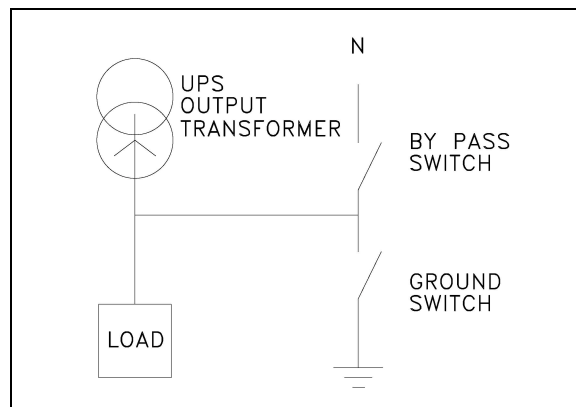 UPS
OUTPUT
TRANSFORMER
N
BY PASS
SWITCH
GROUND
SWITCH
LOAD